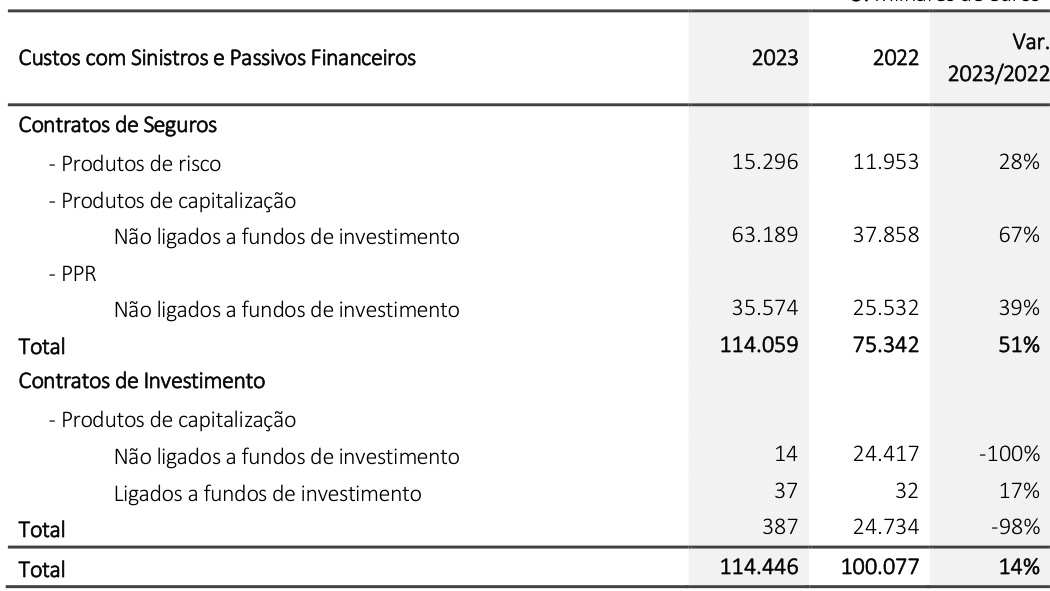 Custos com Sinistros e Passivos Financeiros 2023 2022 Var. 2023/2022
Contratos de Seguros
- Produtos de risco 15.296 11.953 28%
- Produtos de capitalização
Não ligados a fundos de investimento 63.189 37.858 67%
- PPR
Não ligados a fundos de investimento 35.574 25.532 39%
Total 114.059 75.342 51%
Contratos de Investimento
- Produtos de capitalização
Não ligados a fundos de investimento 14 24.417 -100%
Ligados a fundos de investimento 37 32 17%
Total 387 24.734 -98%
Total 114.446 100.077 14%